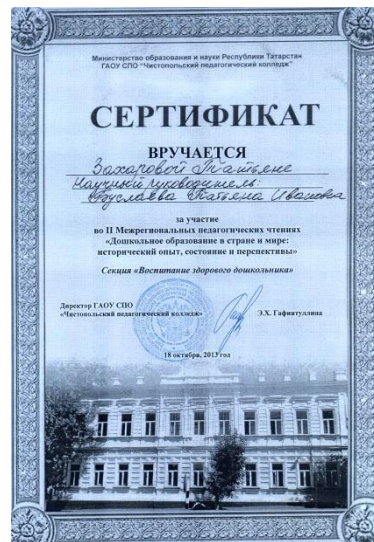 Министерство образования и науки Республики Татарстан
ГАОУ СПО "Чистопольский педагогический колледж"
СЕРТИФИКАТ
ВРУЧАЕТСЯ
Захаровой Татьяне
Научный руководитель:
Буслаева Татьяна Ивановна
за участие
во II Межрегиональных педагогических чтениях
«Дошкольное образование в стране и мире:
исторический опыт, состояние и перспективы»
Секция «Воспитание здорового дошкольника»
Директор ГАОУ СПО
«Чистопольский педагогический колледж» Э.Х. Гафиятуллина
18 октября, 2013 год